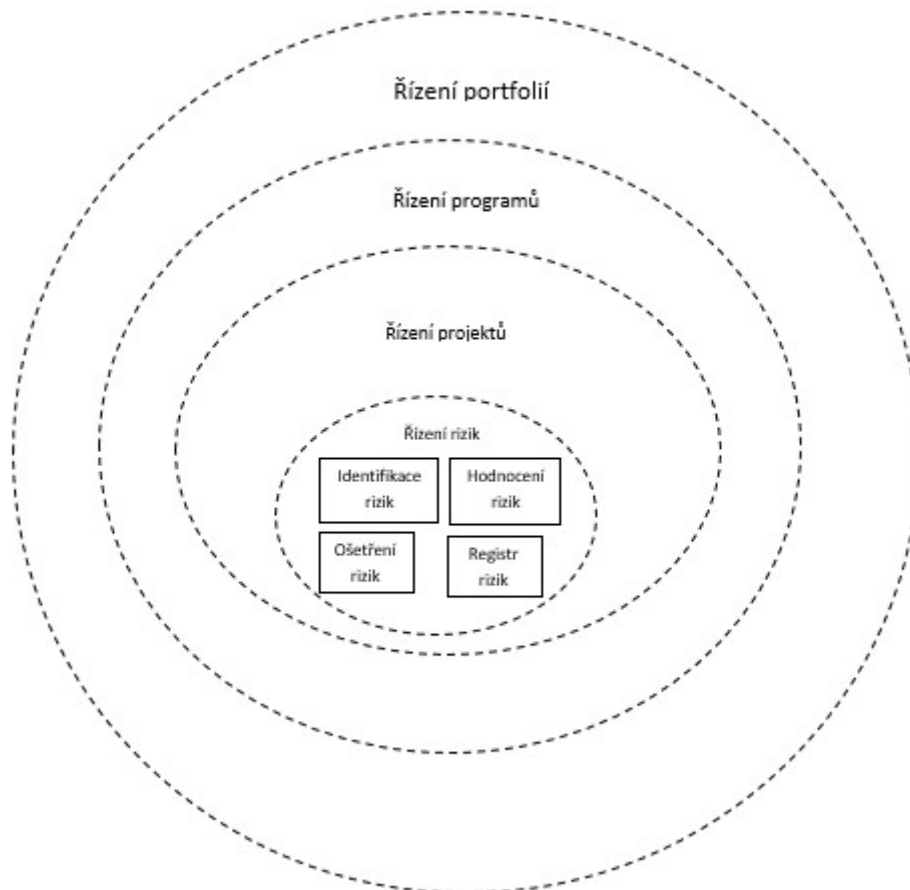 Řízení portfolií
Řízení programů
Řízení projektů
Řízení rizik
Identifikace
rizik
Hodnocení
rizik
Ošetření
rizik
Registr
rizik